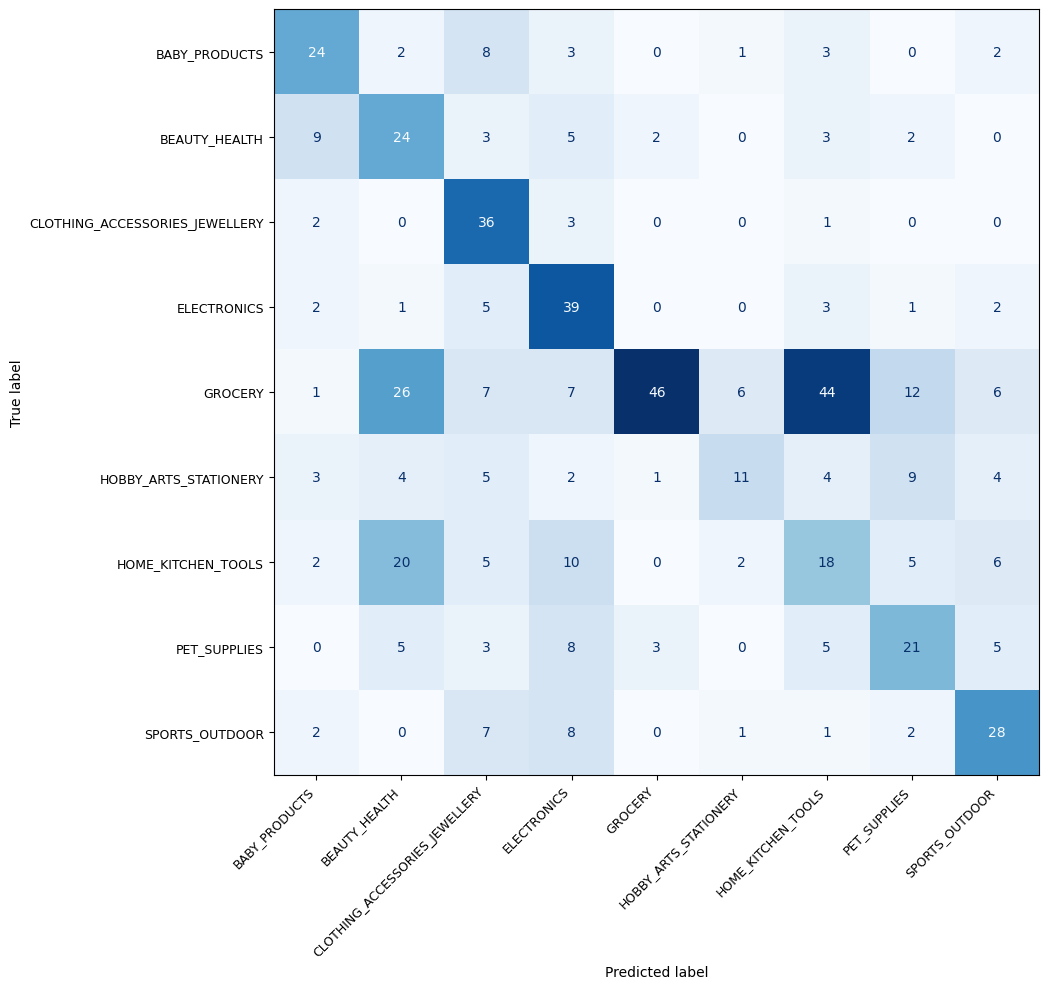 BABY_PRODUCTS 24 2 8 3 0 1 3 0 2
BEAUTY_HEALTH 9 24 3 5 2 0 3 2 0
CLOTHING_ACCESSORIES_JEWELLERY 2 0 36 3 0 0 1 0 0
ELECTRONICS 2 1 5 39 0 0 3 1 2
GROCERY 1 26 7 7 46 6 44 12 6
HOBBY_ARTS_STATIONERY 3 4 5 2 1 11 4 9 4
HOME_KITCHEN_TOOLS 2 20 5 10 0 2 18 5 6
PET_SUPPLIES 0 5 3 8 3 0 5 21 5
SPORTS_OUTDOOR 2 0 7 8 0 1 1 2 28
True label
BABY_PRODUCTS
BEAUTY_HEALTH
CLOTHING_ACCESSORIES_JEWELLERY
ELECTRONICS
GROCERY
HOBBY_ARTS_STATIONERY
HOME_KITCHEN_TOOLS
PET_SUPPLIES
SPORTS_OUTDOOR
Predicted label